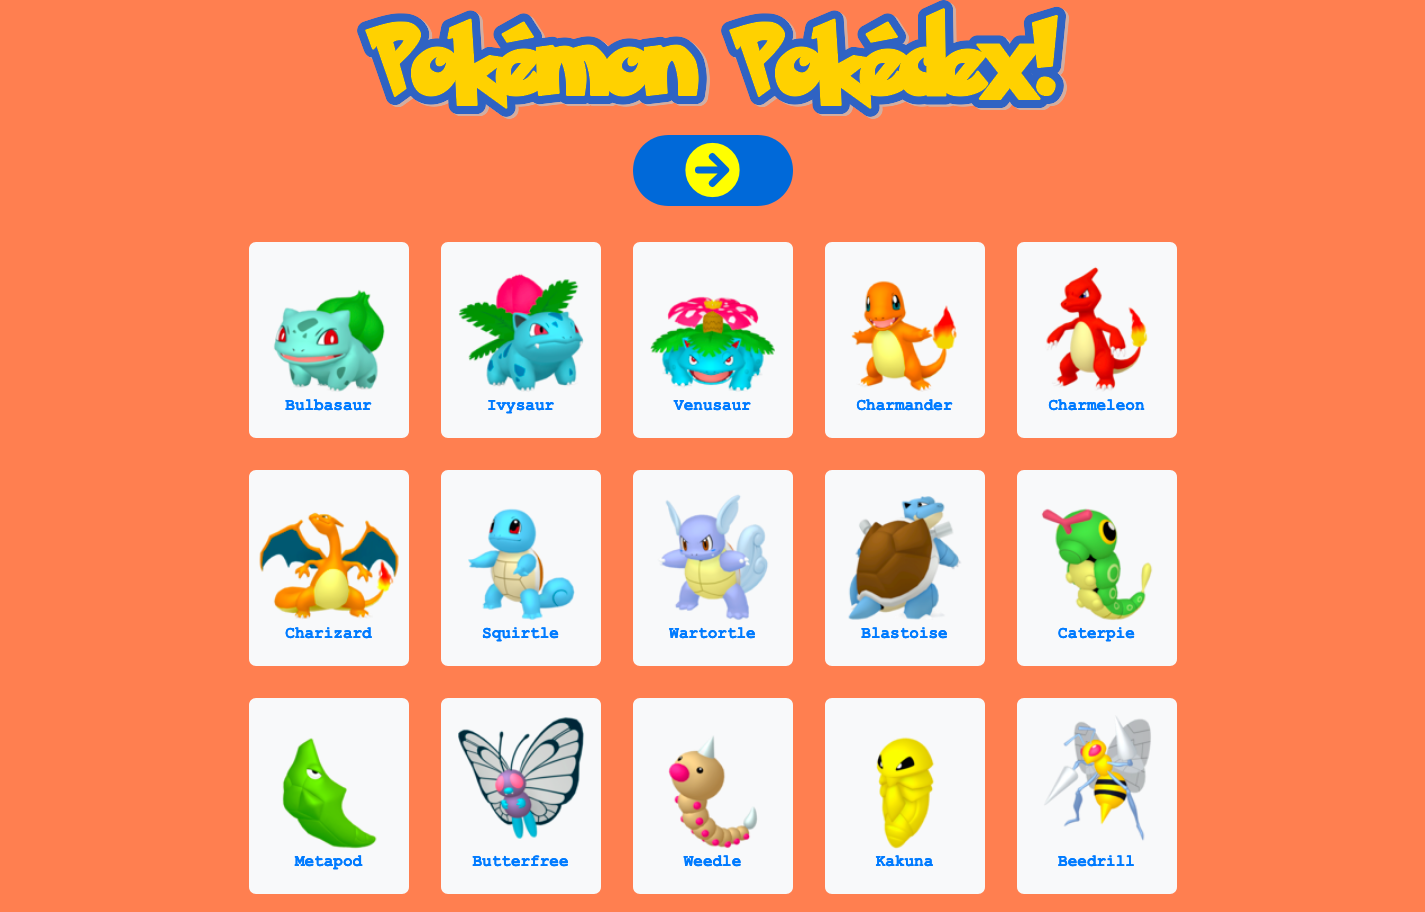 Pokémon Pokédex!
Bulbasaur
Ivysaur
Venusaur
Charmander
Charmeleon
Charizard
Squirtle
Wartortle
Blastoise
Caterpie
Metapod
Butterfree
Weedle
Kakuna
Beedrill